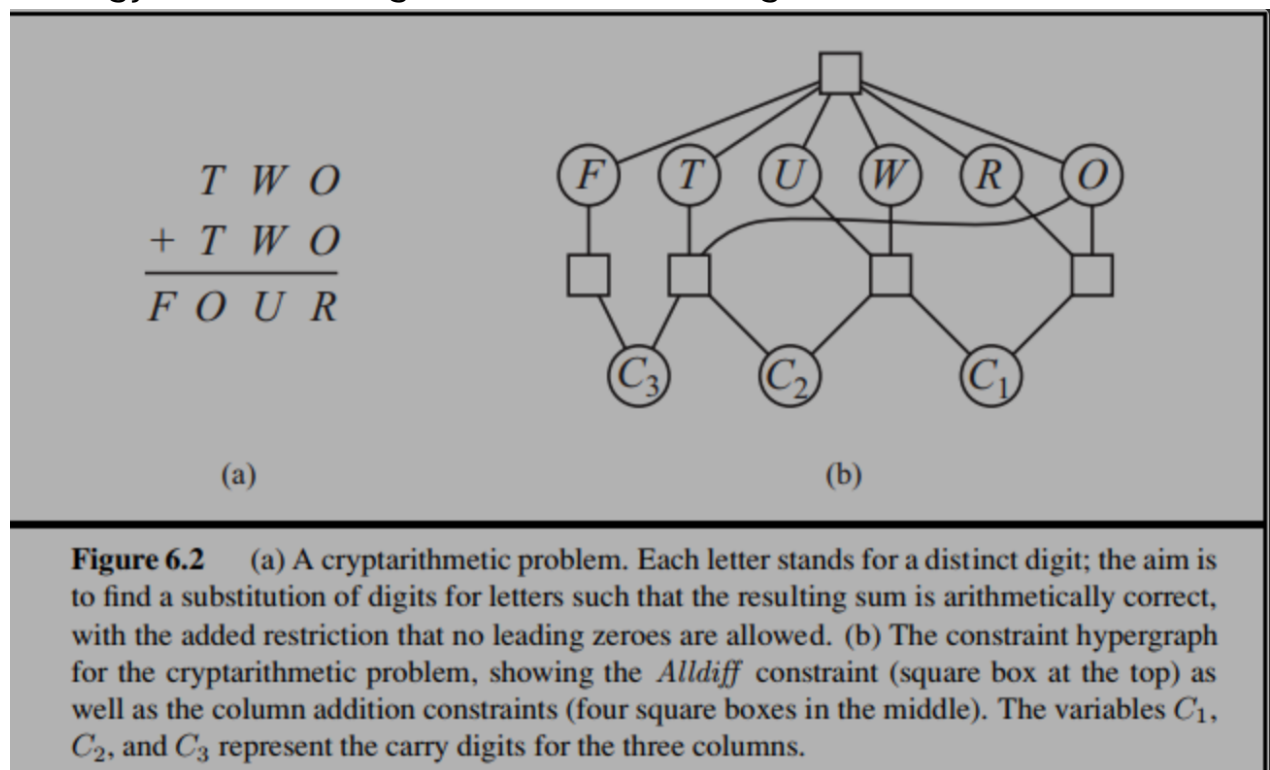 T W O
+ T W O
F O U R
(a)
F T U W R O
C₃ C₂ C₁
(b)
Figure 6.2 (a) A cryptarithmetic problem. Each letter stands for a distinct digit; the aim is
to find a substitution of digits for letters such that the resulting sum is arithmetically correct,
with the added restriction that no leading zeroes are allowed. (b) The constraint hypergraph
for the cryptarithmetic problem, showing the Alldiff constraint (square box at the top) as
well as the column addition constraints (four square boxes in the middle). The variables C₁,
C₂, and C₃ represent the carry digits for the three columns.